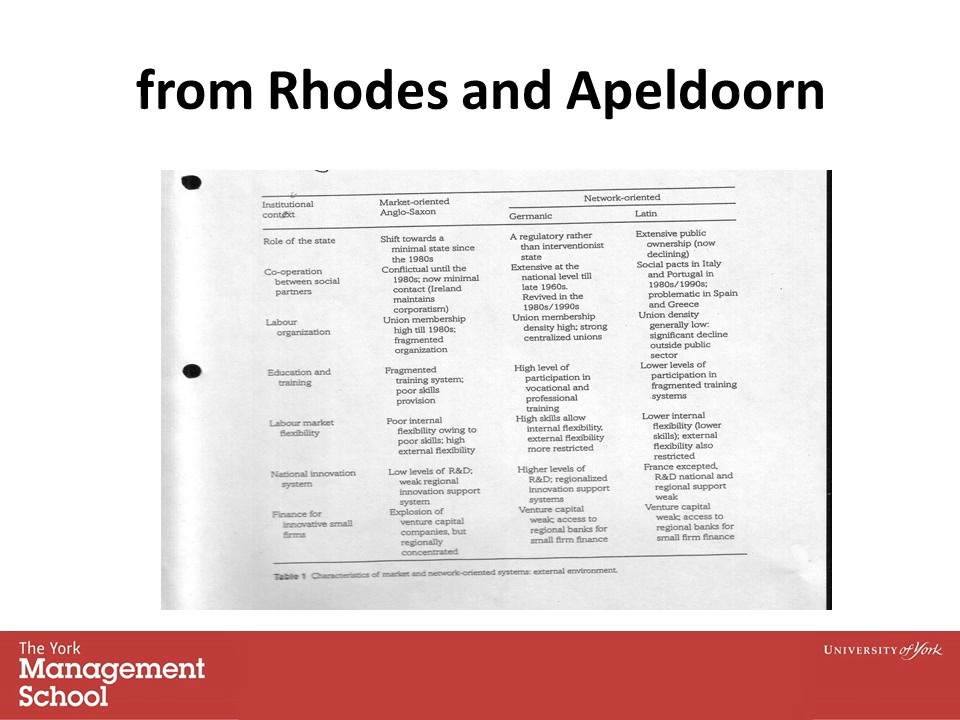 from Rhodes and Apeldoorn
Institutional context
Market-oriented Anglo-Saxon
Network-oriented
Germanic
Latin
Role of the state
Shift towards a
minimal state since
the 1980s
A regulatory rather
than interventionist
state
Extensive public
ownership (now
declining)
Co-operation
between social
partners
Conflictual until the
1980s; now minimal
contact (Ireland
maintains
corporatism)
Extensive at the
national level till
late 1960s.
Revived in the
1980s/1990s
Social pacts in Italy
and Portugal in
1980s/1990s;
problematic in Spain
and Greece
Labour
organization
Union membership
high till 1980s;
fragmented
organization
Union membership
density high; strong
centralized unions
Union density
generally low:
significant decline
outside public
sector
Education and
training
Fragmented
training system;
poor skills
provision
High level of
participation in
vocational and
professional
training
Lower levels of
participation in
fragmented training
systems
Labour market
flexibility
Poor internal
flexibility owing to
poor skills; high
external flexibility
High skills allow
internal flexibility,
external flexibility
more restricted
Lower internal
flexibility (lower
skills); external
flexibility also
restricted
National innovation
system
Low levels of R&D;
weak regional
innovation support
system
Higher levels of
R&D; regionalized
innovation support
systems
France excepted,
R&D national and
regional support
weak
Finance for
innovative small
firms
Explosion of
venture capital
companies, but
regionally
concentrated
Venture capital
weak; access to
regional banks for
small firm finance
Venture capital
weak; access to
regional banks for
small firm finance
Table 1 Characteristics of market and network-oriented systems: external environment.
The York
Management
School
UNIVERSITY of York